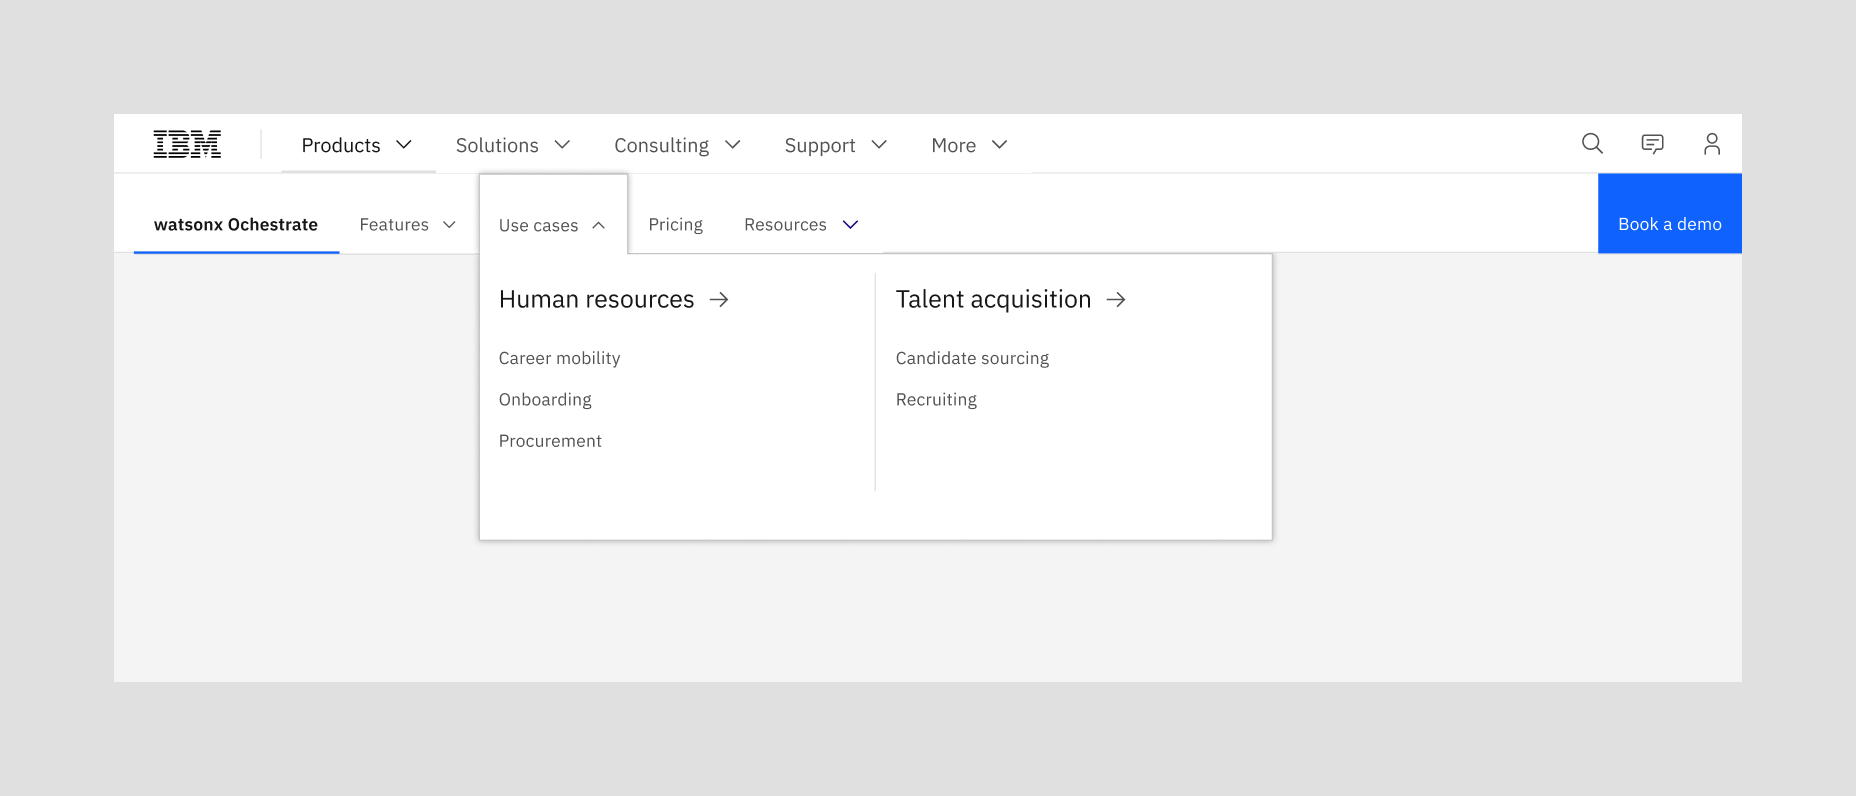 IBM Products Solutions Consulting Support More
watsonx Ochestrate Features Use cases Pricing Resources Book a demo
Human resources
Career mobility
Onboarding
Procurement
Talent acquisition
Candidate sourcing
Recruiting